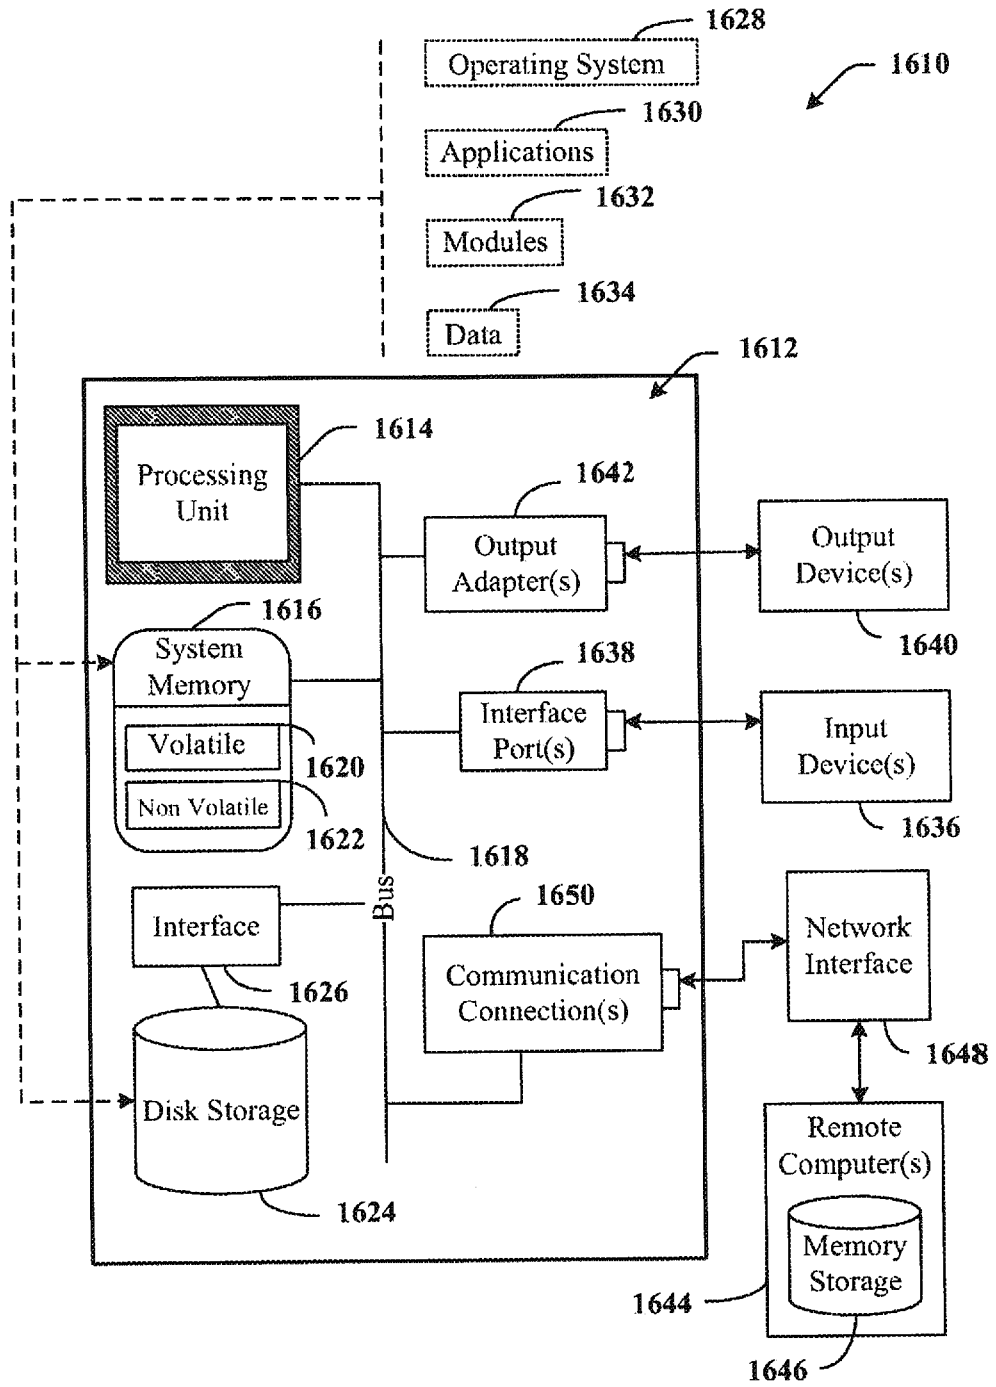 1628
Operating System
1610
1630
Applications
1632
Modules
1634
Data
1612
1614
Processing
Unit
1642
Output
Adapter(s)
Output
Device(s)
1640
1616
System
Memory
1638
Interface
Port(s)
Input
Device(s)
1636
Volatile
1620
Non Volatile
1622
1618
Bus
1650
Interface
1626
Communication
Connection(s)
Network
Interface
1648
Disk Storage
1624
Remote
Computer(s)
Memory
Storage
1644
1646